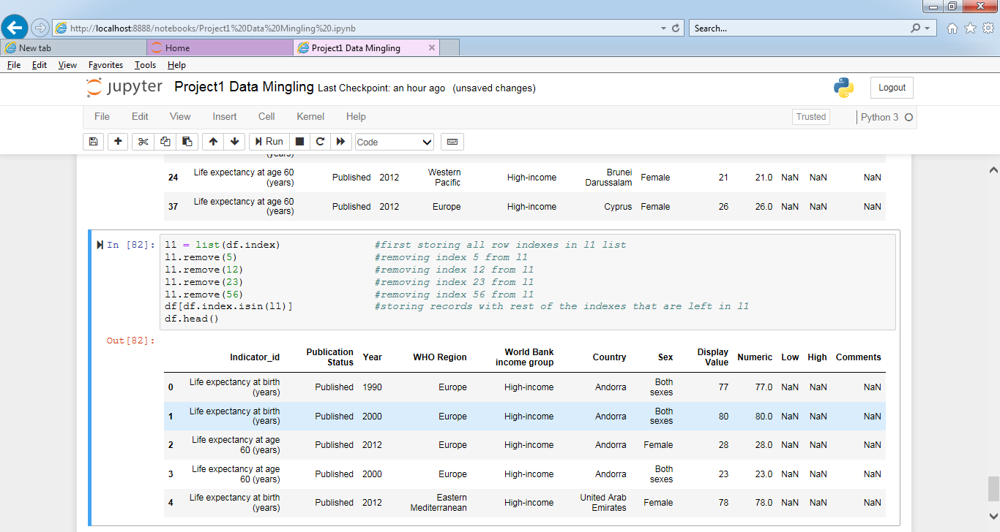 http://localhost:8888/notebooks/Project1%20Data%20Mingling%20.ipynb
Search...
New tab
Home
Project1 Data Mingling
File Edit View Favorites Tools Help
jupyter Project1 Data Mingling Last Checkpoint: an hour ago (unsaved changes)
Logout
File Edit View Insert Cell Kernel Help
Trusted
Python 3
Run
Code
(years)
24 Life expectancy at age 60 (years) Published 2012 Western Pacific High-income Brunei Darussalam Female 21 21.0 NaN NaN NaN
37 Life expectancy at age 60 (years) Published 2012 Europe High-income Cyprus Female 26 26.0 NaN NaN NaN
In [82]: l1 = list(df.index) #first storing all row indexes in l1 list
l1.remove(5) #removing index 5 from l1
l1.remove(12) #removing index 12 from l1
l1.remove(23) #removing index 23 from l1
l1.remove(56) #removing index 56 from l1
df[df.index.isin(l1)] #storing records with rest of the indexes that are left in l1
df.head()
Out[82]:
Indicator_id Publication Status Year WHO Region World Bank income group Country Sex Display Value Numeric Low High Comments
0 Life expectancy at birth (years) Published 1990 Europe High-income Andorra Both sexes 77 77.0 NaN NaN NaN
1 Life expectancy at birth (years) Published 2000 Europe High-income Andorra Both sexes 80 80.0 NaN NaN NaN
2 Life expectancy at age 60 (years) Published 2012 Europe High-income Andorra Female 28 28.0 NaN NaN NaN
3 Life expectancy at age 60 (years) Published 2000 Europe High-income Andorra Both sexes 23 23.0 NaN NaN NaN
4 Life expectancy at birth (years) Published 2012 Eastern Mediterranean High-income United Arab Emirates Female 78 78.0 NaN NaN NaN